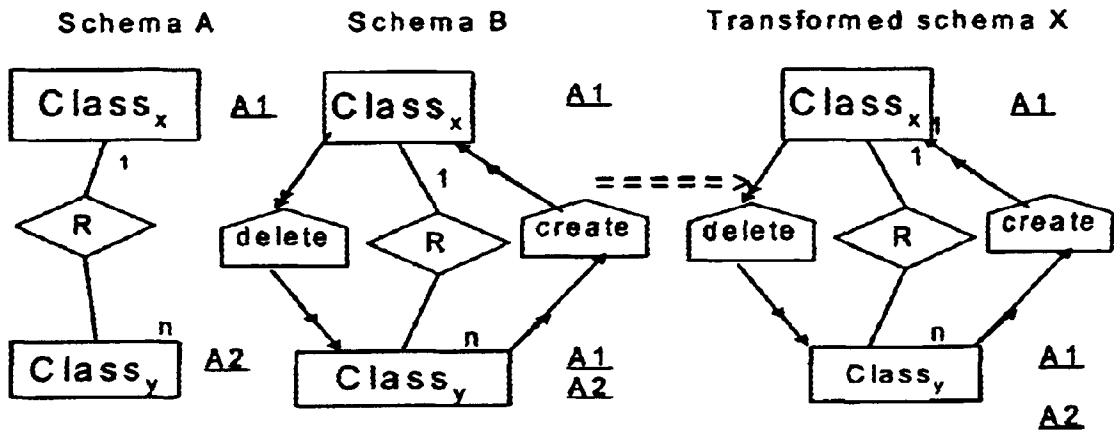 Schema A
Schema B
Transformed schema X
Class x
A1
1
R
n
Class y
A2
Class x
A1
1
delete
R
create
n
Class y
A1
A2
=====>
Class x
1
A1
1
delete
R
create
n
Class y
A1
A2